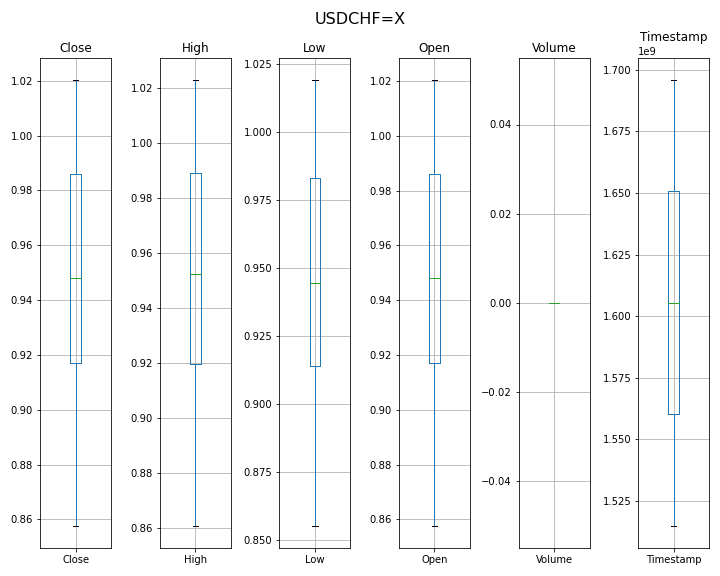 USDCHF=X
Close High Low Open Volume Timestamp
1e9
1.02 1.00 0.98 0.96 0.94 0.92 0.90 0.88 0.86
1.02 1.00 0.98 0.96 0.94 0.92 0.90 0.88 0.86
1.025 1.000 0.975 0.950 0.925 0.900 0.875 0.850
1.02 1.00 0.98 0.96 0.94 0.92 0.90 0.88 0.86
0.04 0.02 0.00 −0.02 −0.04
1.700 1.675 1.650 1.625 1.600 1.575 1.550 1.525
Close High Low Open Volume Timestamp